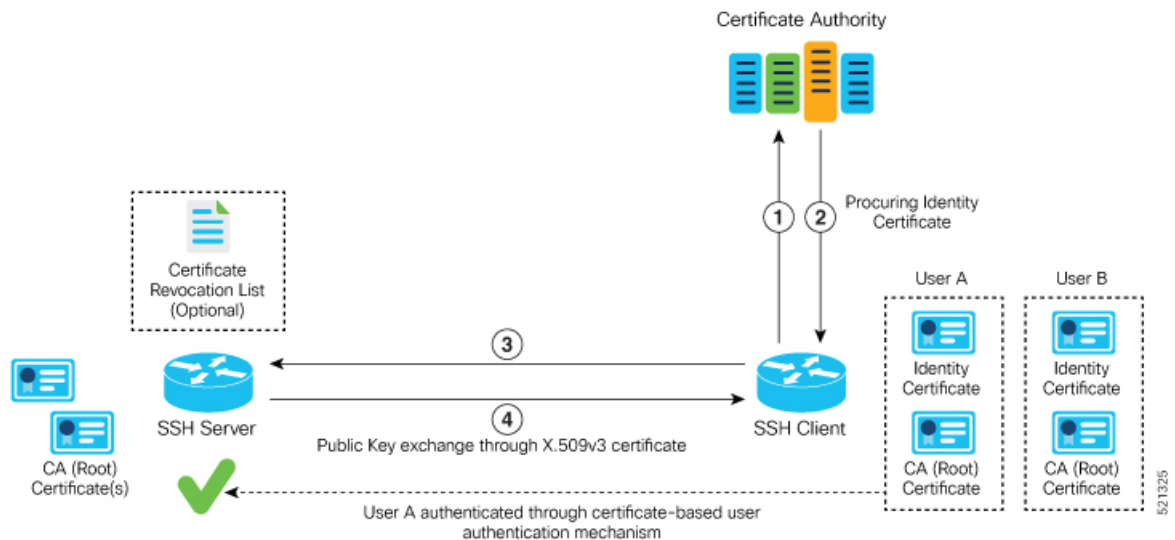 Certificate Authority
1
2
Procuring Identity
Certificate
Certificate
Revocation List
(Optional)
User A
User B
Identity
Certificate
Identity
Certificate
3
4
SSH Server
SSH Client
Public Key exchange through X.509v3 certificate
CA (Root)
Certificate(s)
CA (Root)
Certificate
CA (Root)
Certificate
User A authenticated through certificate-based user
authentication mechanism
521325